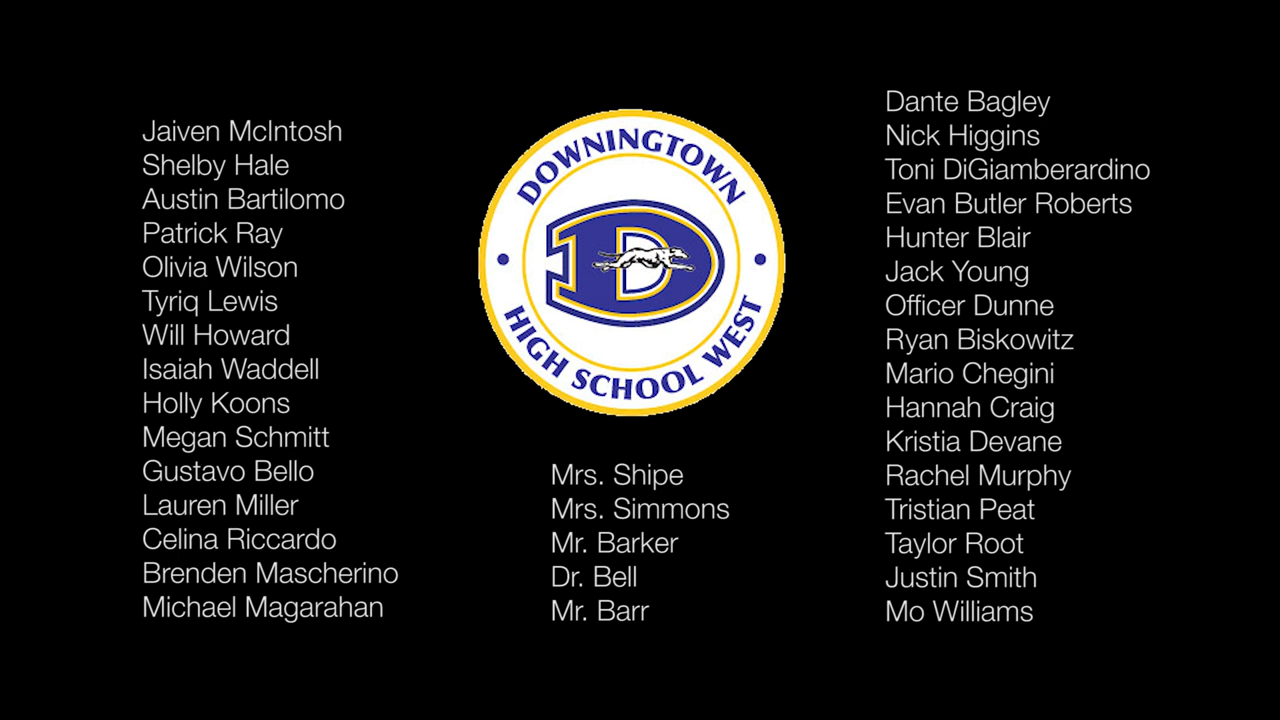 Jaiven McIntosh
Shelby Hale
Austin Bartilomo
Patrick Ray
Olivia Wilson
Tyriq Lewis
Will Howard
Isaiah Waddell
Holly Koons
Megan Schmitt
Gustavo Bello
Lauren Miller
Celina Riccardo
Brenden Mascherino
Michael Magarahan
DOWNINGTOWN
D
HIGH SCHOOL WEST
Mrs. Shipe
Mrs. Simmons
Mr. Barker
Dr. Bell
Mr. Barr
Dante Bagley
Nick Higgins
Toni DiGiamberardino
Evan Butler Roberts
Hunter Blair
Jack Young
Officer Dunne
Ryan Biskowitz
Mario Chegini
Hannah Craig
Kristia Devane
Rachel Murphy
Tristian Peat
Taylor Root
Justin Smith
Mo Williams